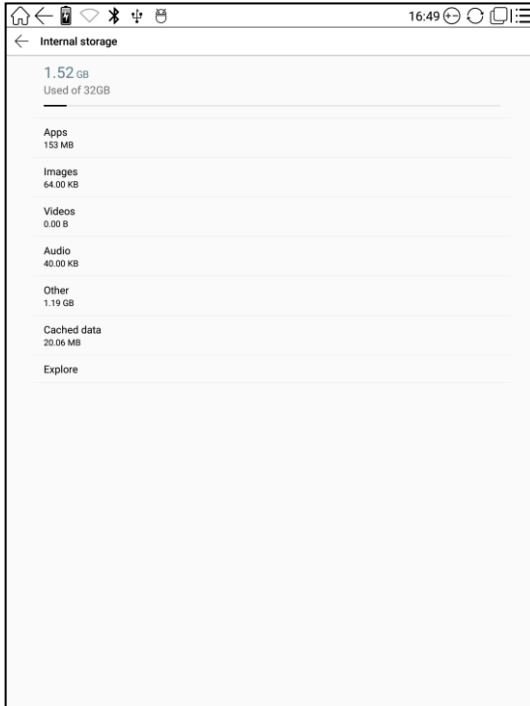 16:49
Internal storage
1.52 GB
Used of 32GB
Apps
153 MB
Images
64.00 KB
Videos
0.00 B
Audio
40.00 KB
Other
1.19 GB
Cached data
20.06 MB
Explore